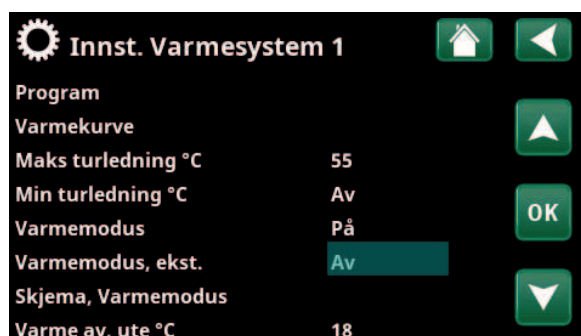 Innst. Varmesystem 1
Program
Varmekurve
Maks turledning °C 55
Min turledning °C Av
Varmemodus På
OK
Varmemodus, ekst. Av
Skjema, Varmemodus
Varme av, ute °C 18